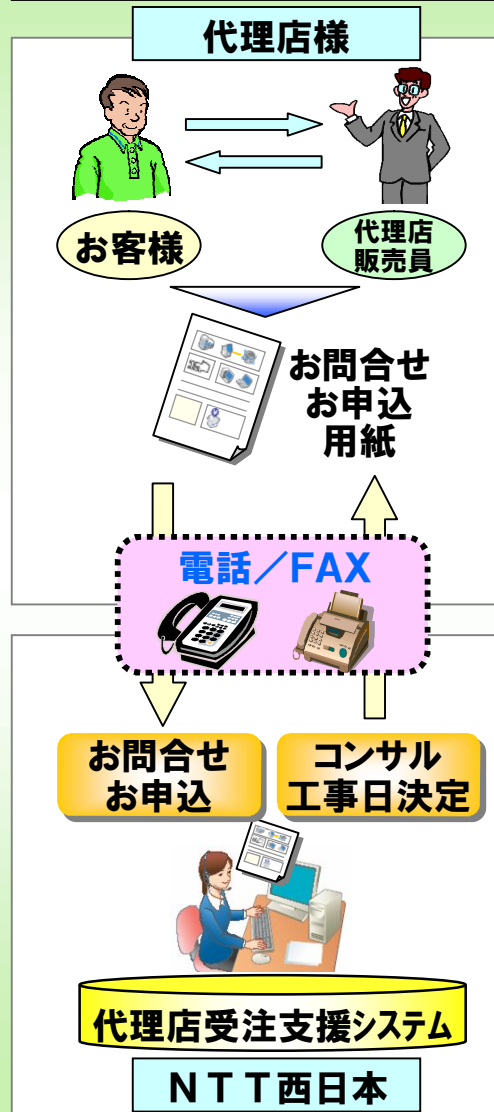 代理店様
お客様
代理店
販売員
お問合せ
お申込
用紙
電話／FAX
お問合せ
お申込
コンサル
工事日決定
代理店受注支援システム
ＮＴＴ西日本